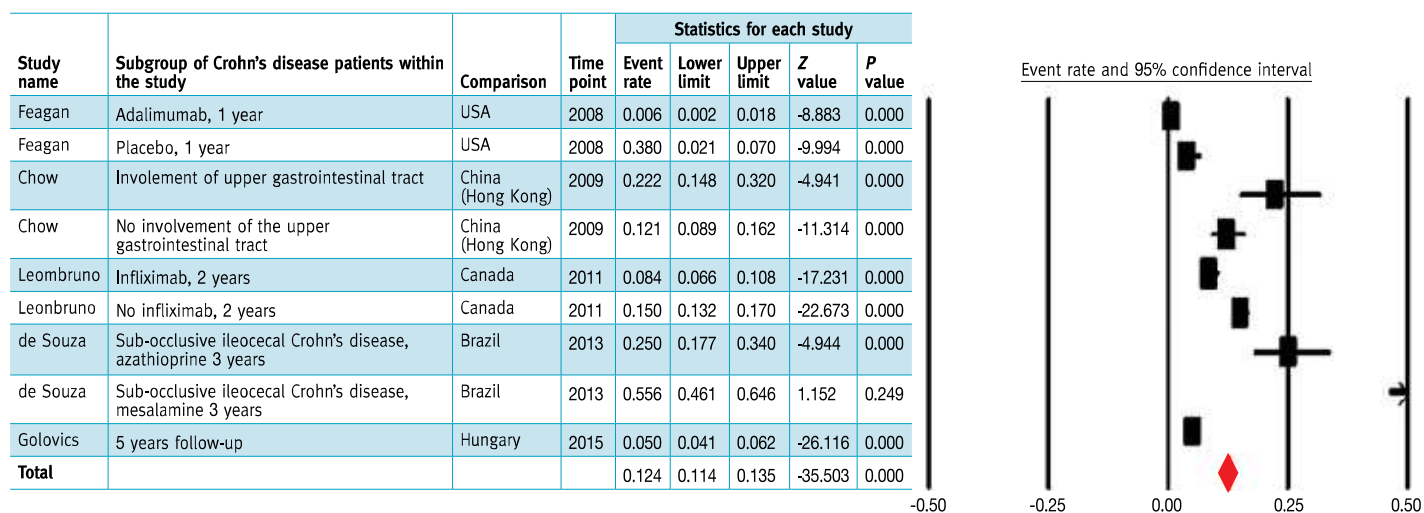 Statistics for each study
Study name Subgroup of Crohn's disease patients within the study Comparison Time point Event rate Lower limit Upper limit Z value P value
Event rate and 95% confidence interval
Feagan Adalimumab, 1 year USA 2008 0.006 0.002 0.018 -8.883 0.000
Feagan Placebo, 1 year USA 2008 0.380 0.021 0.070 -9.994 0.000
Chow Involement of upper gastrointestinal tract China (Hong Kong) 2009 0.222 0.148 0.320 -4.941 0.000
Chow No involvement of the upper gastrointestinal tract China (Hong Kong) 2009 0.121 0.089 0.162 -11.314 0.000
Leombruno Infliximab, 2 years Canada 2011 0.084 0.066 0.108 -17.231 0.000
Leonbruno No infliximab, 2 years Canada 2011 0.150 0.132 0.170 -22.673 0.000
de Souza Sub-occlusive ileocecal Crohn's disease, azathioprine 3 years Brazil 2013 0.250 0.177 0.340 -4.944 0.000
de Souza Sub-occlusive ileocecal Crohn's disease, mesalamine 3 years Brazil 2013 0.556 0.461 0.646 1.152 0.249
Golovics 5 years follow-up Hungary 2015 0.050 0.041 0.062 -26.116 0.000
Total 0.124 0.114 0.135 -35.503 0.000
-0.50 -0.25 0.00 0.25 0.50